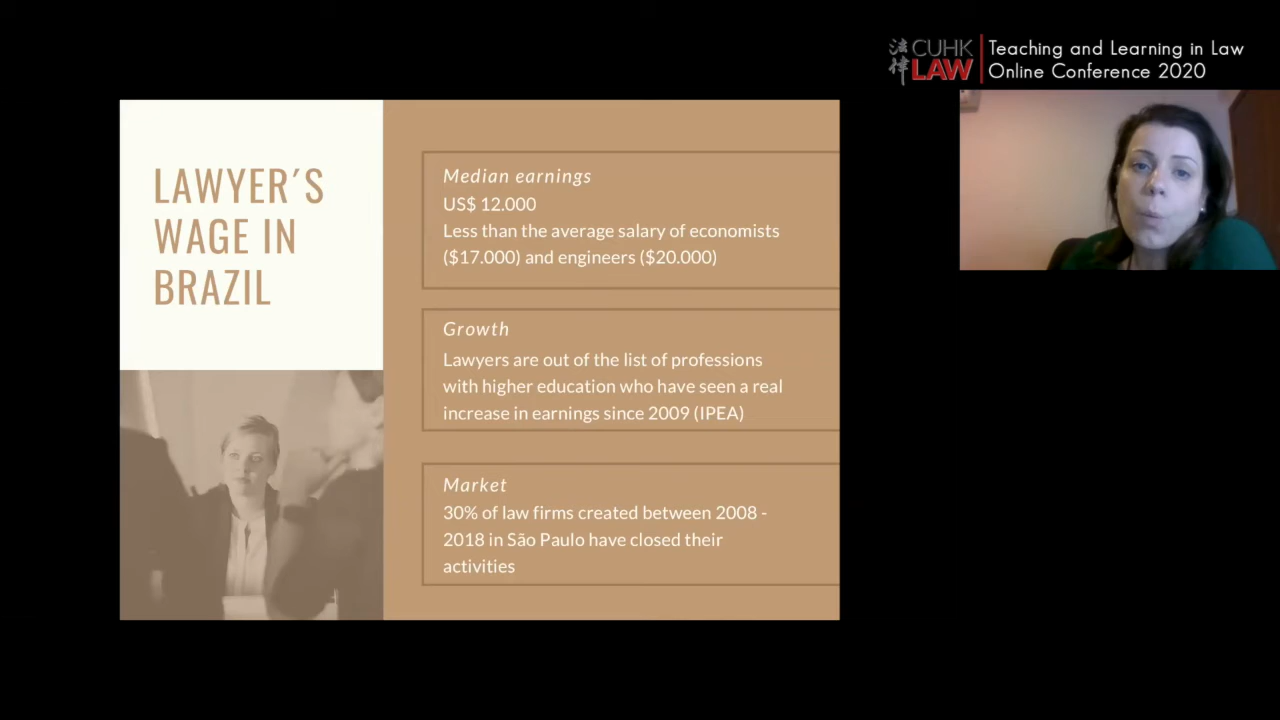 法律 CUHK LAW
Teaching and Learning in Law
Online Conference 2020
LAWYER´S
WAGE IN
BRAZIL
Median earnings
US$ 12.000
Less than the average salary of economists
($17.000) and engineers ($20.000)
Growth
Lawyers are out of the list of professions
with higher education who have seen a real
increase in earnings since 2009 (IPEA)
Market
30% of law firms created between 2008 -
2018 in São Paulo have closed their
activities